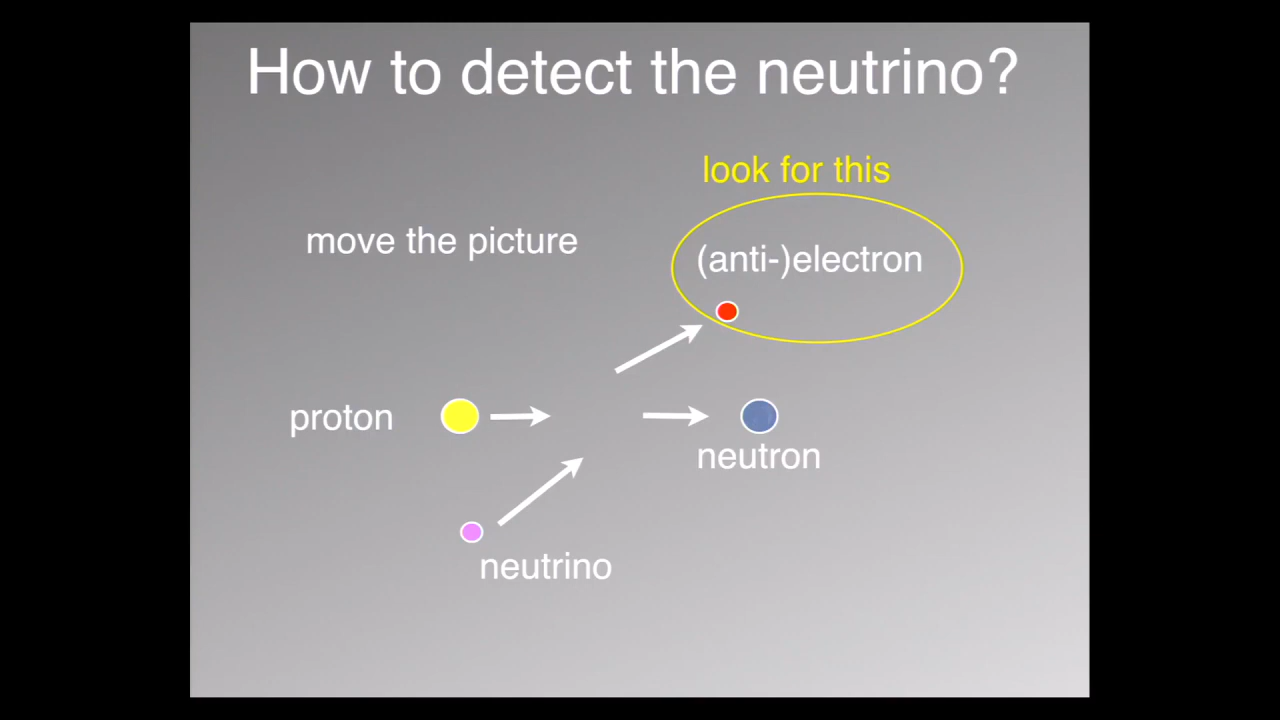 How to detect the neutrino?
look for this
move the picture
(anti-)electron
proton
neutron
neutrino